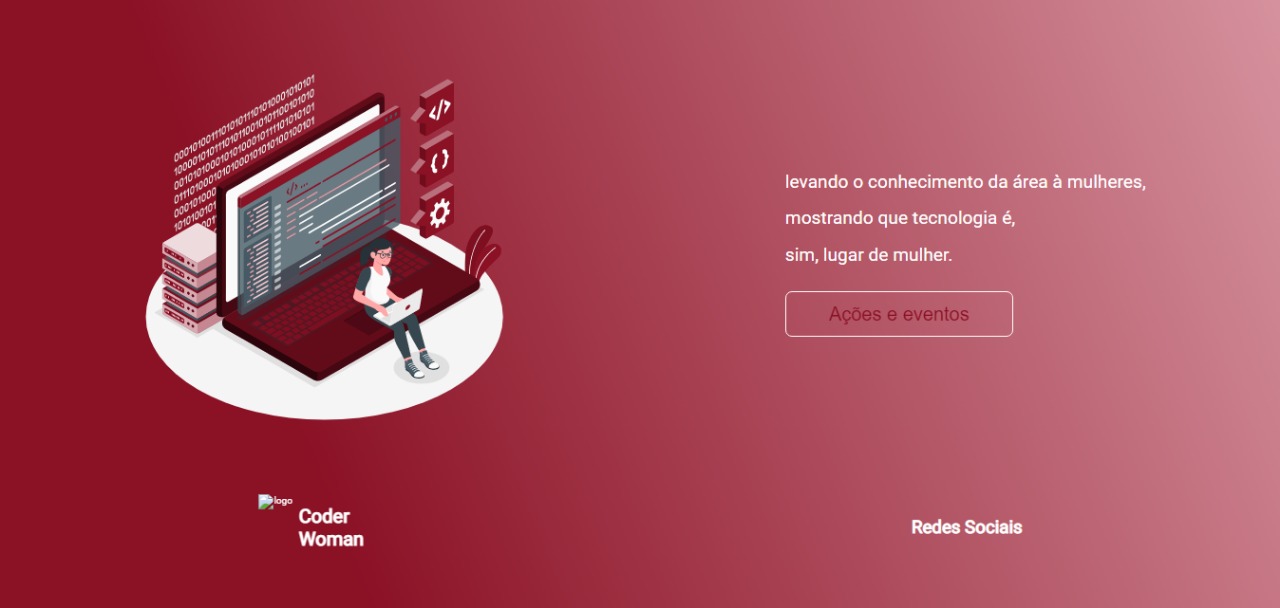 </>
{ }
</>...
levando o conhecimento da área à mulheres,
mostrando que tecnologia é,
sim, lugar de mulher.
Ações e eventos
logo
Coder
Woman
Redes Sociais